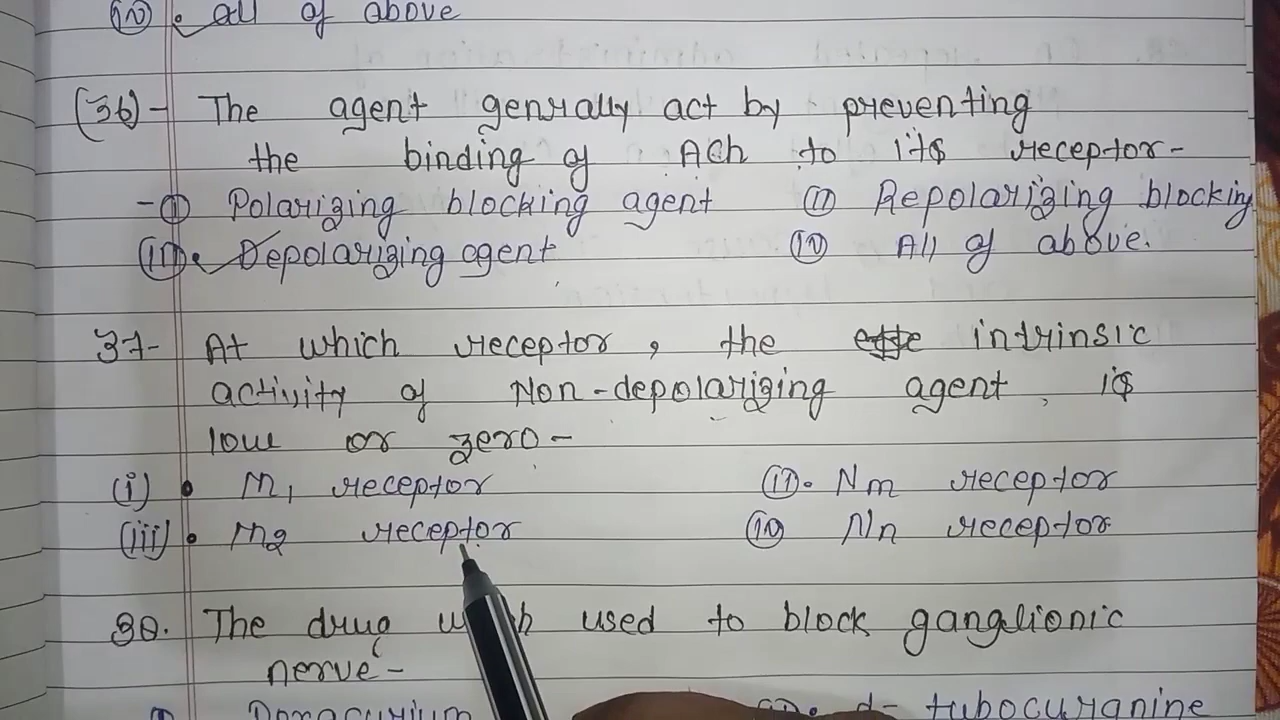 (iv). all of above
(36)- The agent genrally act by preventing
the binding of ACh to its receptor-
-(i) Polarizing blocking agent (ii) Repolarizing blocking
(iii). Depolarizing agent (iv) All of above.
37- At which receptor, the intrinsic
activity of Non-depolarizing agent, is
low or zero-
(i) • M1 receptor (ii). Nm receptor
(iii) • M2 receptor (iv) Nn receptor
The drug used to block ganglionic
nerve-
(i) Doxacurium (ii). d- tubocuranine